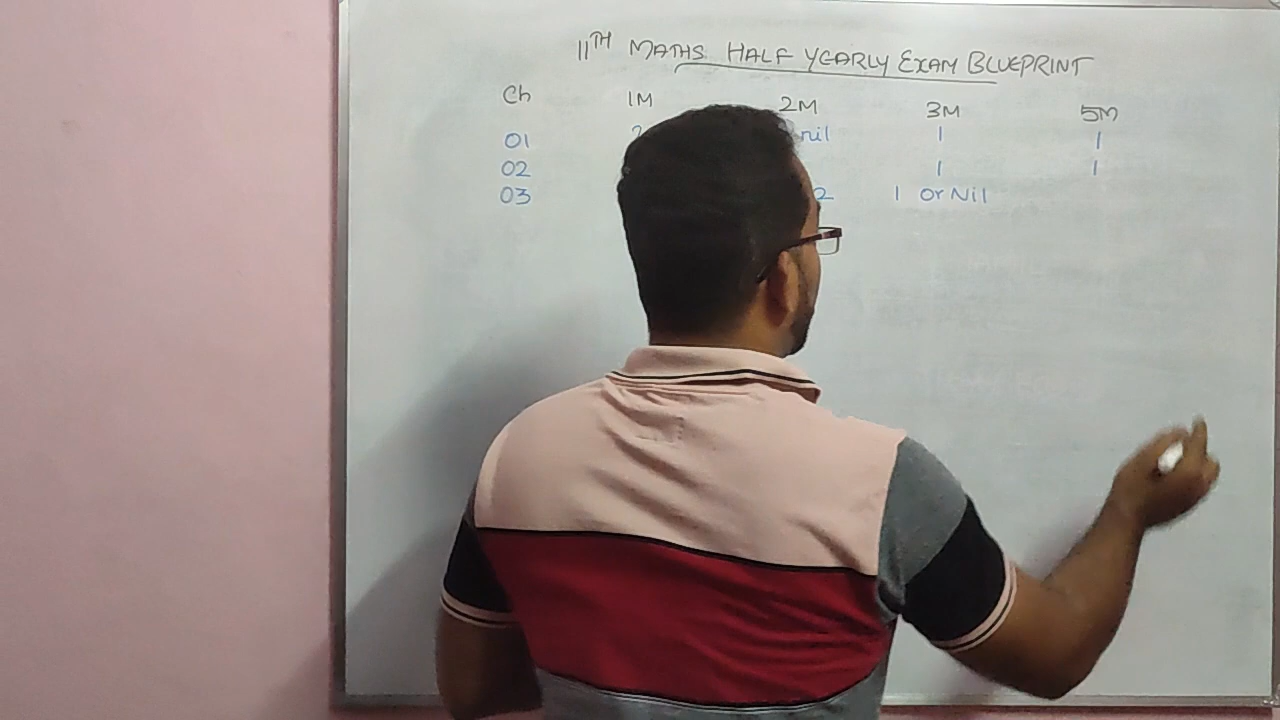 11TH MATHS HALF YEARLY EXAM BLUEPRINT
Ch 1M 2M 3M 5M
01 2 nil 1 1
02 1 1
03 2 1 or Nil